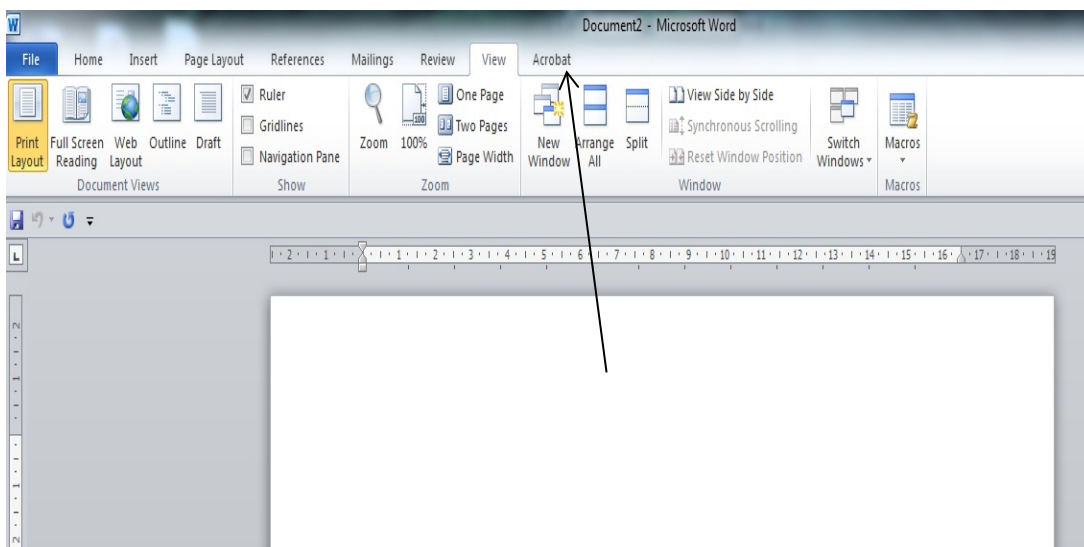 W
Document2 - Microsoft Word
File Home Insert Page Layout References Mailings Review View Acrobat
Print Layout
Full Screen Reading
Web Layout
Outline
Draft
Document Views
Ruler
Gridlines
Navigation Pane
Show
Zoom
100
100%
One Page
Two Pages
Page Width
Zoom
New Window
Arrange All
Split
View Side by Side
Synchronous Scrolling
Reset Window Position
Switch Windows
Window
Macros
Macros
L
2 1 1 2 3 4 5 6 7 8 9 10 11 12 13 14 15 16 17 18 19
2
1
1
2